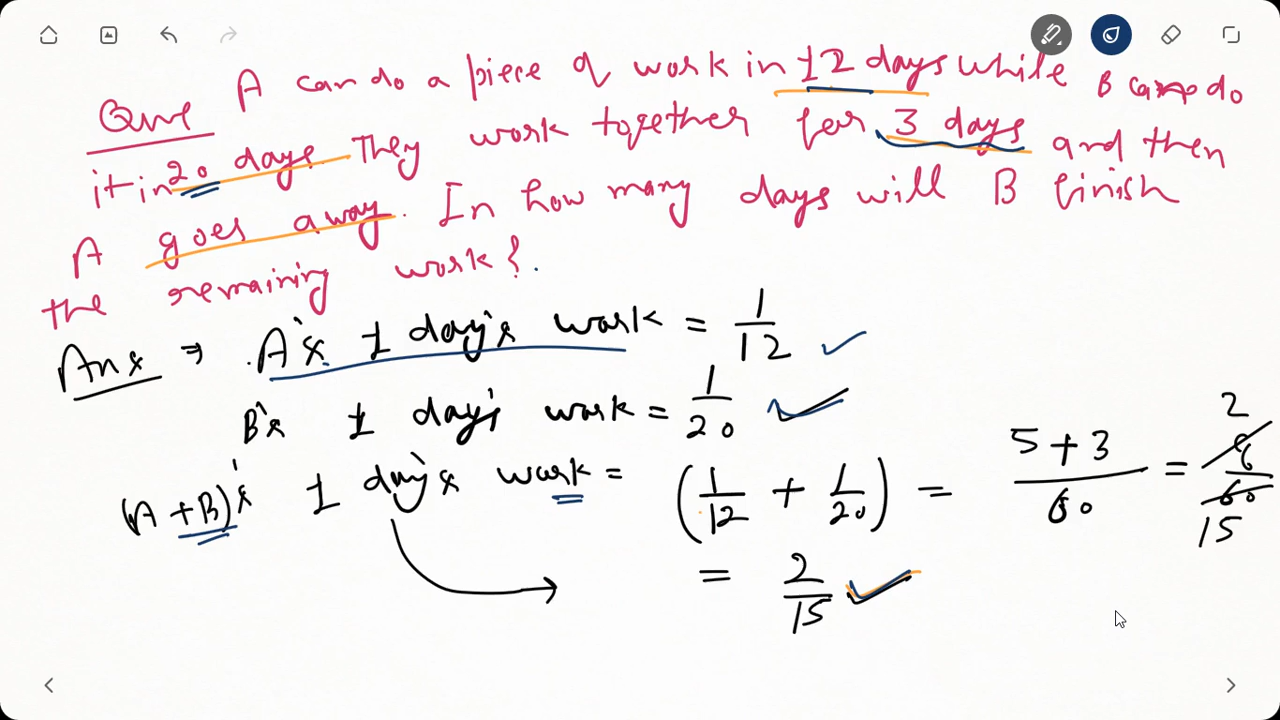 Que A can do a piece of work in 12 days while B can do
it in 20 days. They work together for 3 days and then
A goes away. In how many days will B finish
the remaining work?
Ans ⇒ A's 1 day's work = 1/12
B's 1 day's work = 1/20
(A+B)'s 1 day's work = (1/12 + 1/20) = 5+3/60 = 8/60 2 15
= 2/15